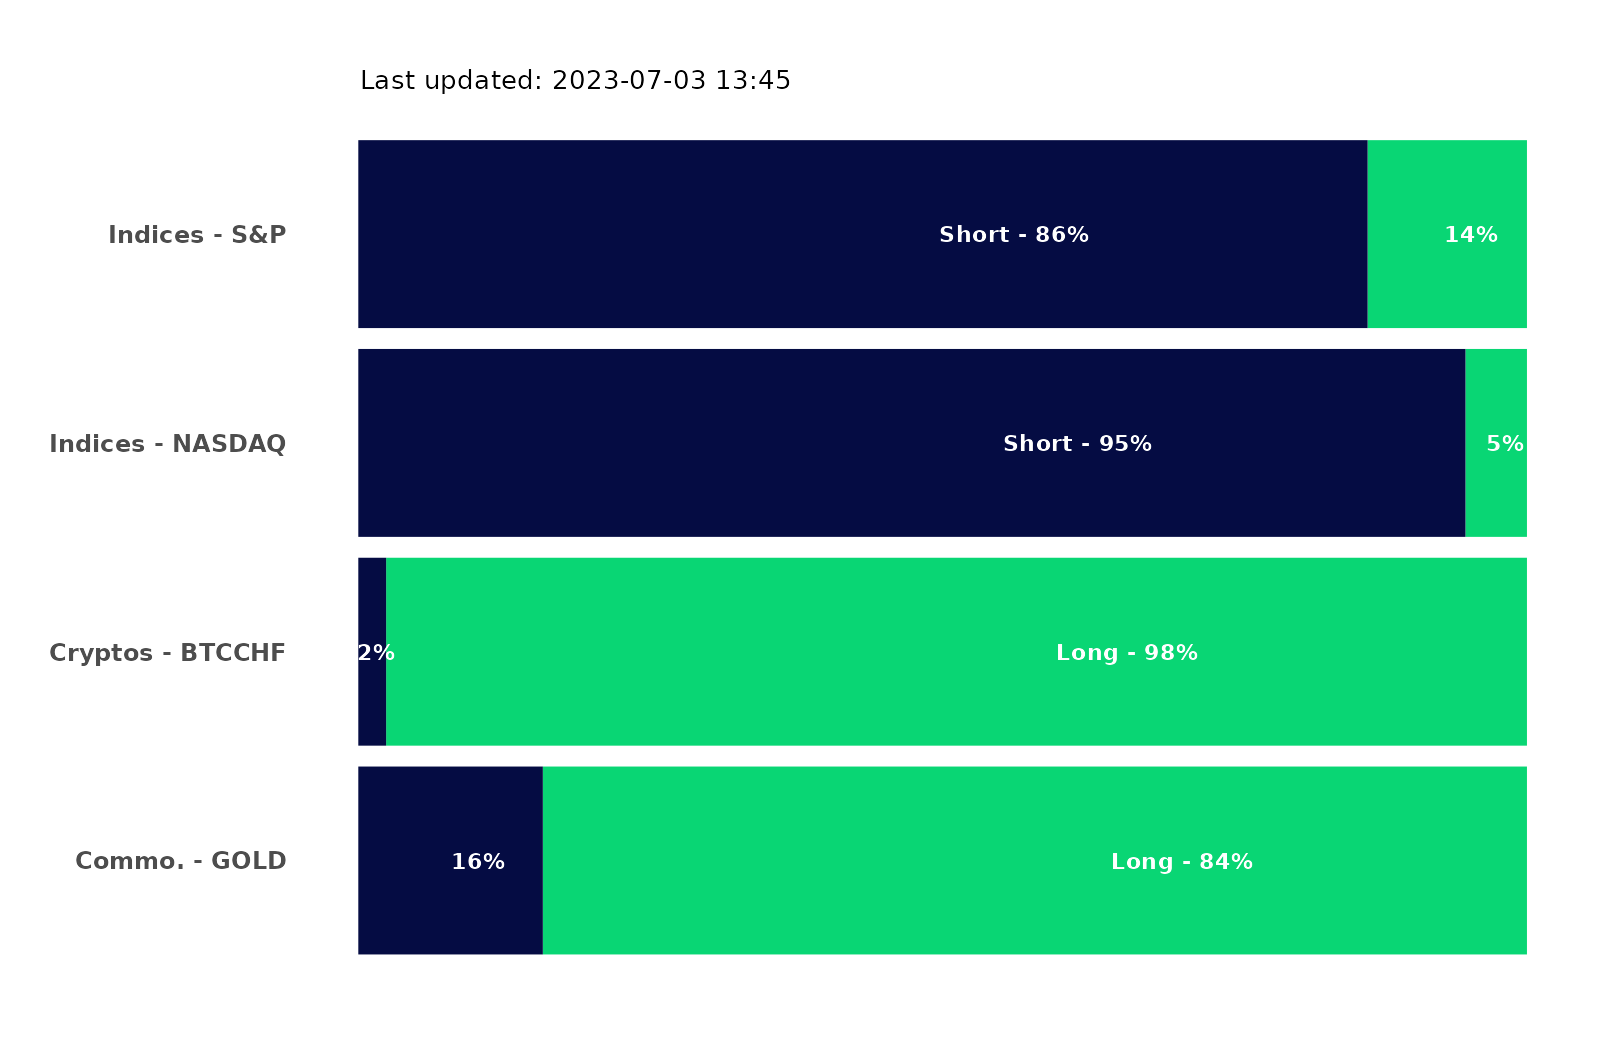 Last updated: 2023-07-03 13:45
Indices - S&P
Short - 86%
14%
Indices - NASDAQ
Short - 95%
5%
Cryptos - BTCCHF
2%
Long - 98%
Commo. - GOLD
16%
Long - 84%